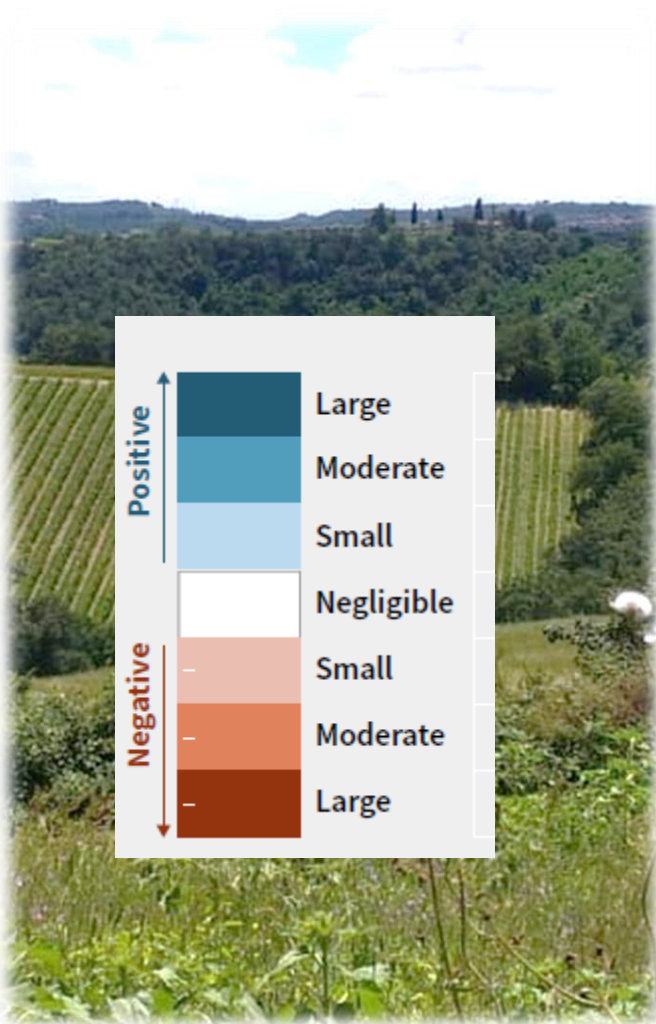 Positive
Large
Moderate
Small
Negligible
Negative
Small
Moderate
Large